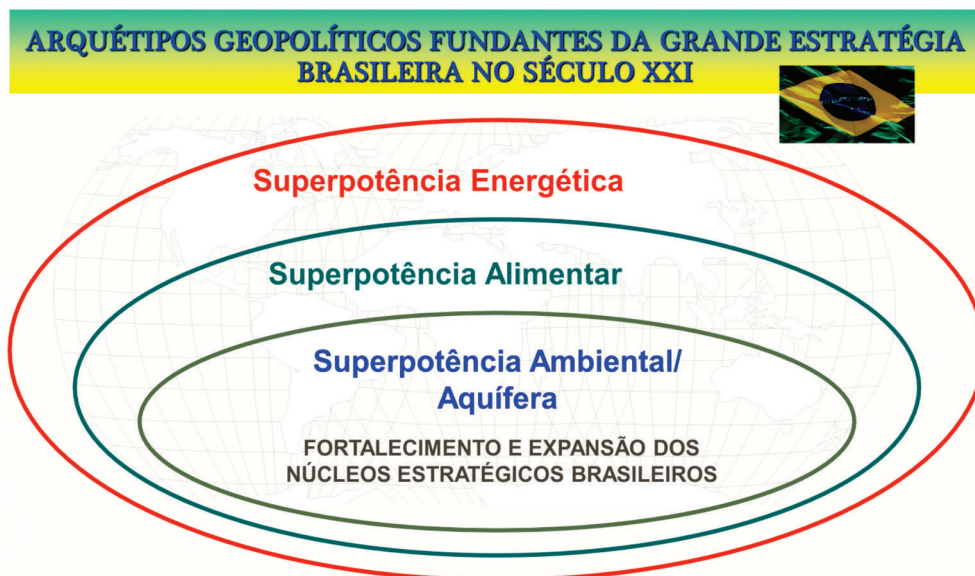 ARQUÉTIPOS GEOPOLÍTICOS FUNDANTES DA GRANDE ESTRATÉGIA
BRASILEIRA NO SÉCULO XXI
Superpotência Energética
Superpotência Alimentar
Superpotência Ambiental/
Aquífera
FORTALECIMENTO E EXPANSÃO DOS
NÚCLEOS ESTRATÉGICOS BRASILEIROS